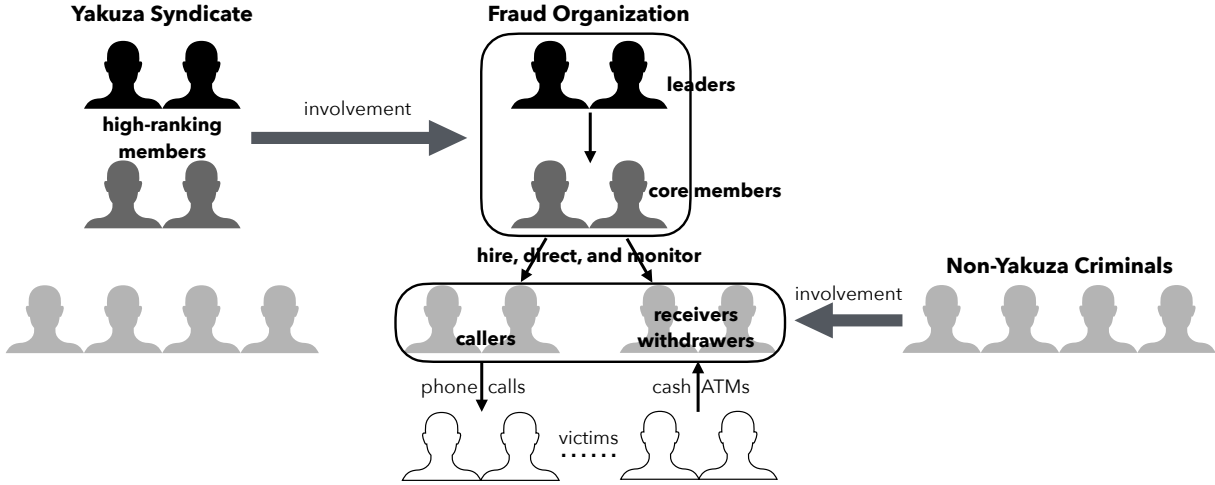 Yakuza Syndicate
Fraud Organization
leaders
involvement
high-ranking
members
core members
hire, direct, and monitor
Non-Yakuza Criminals
involvement
receivers
withdrawers
callers
phone calls
cash ATMs
victims
......